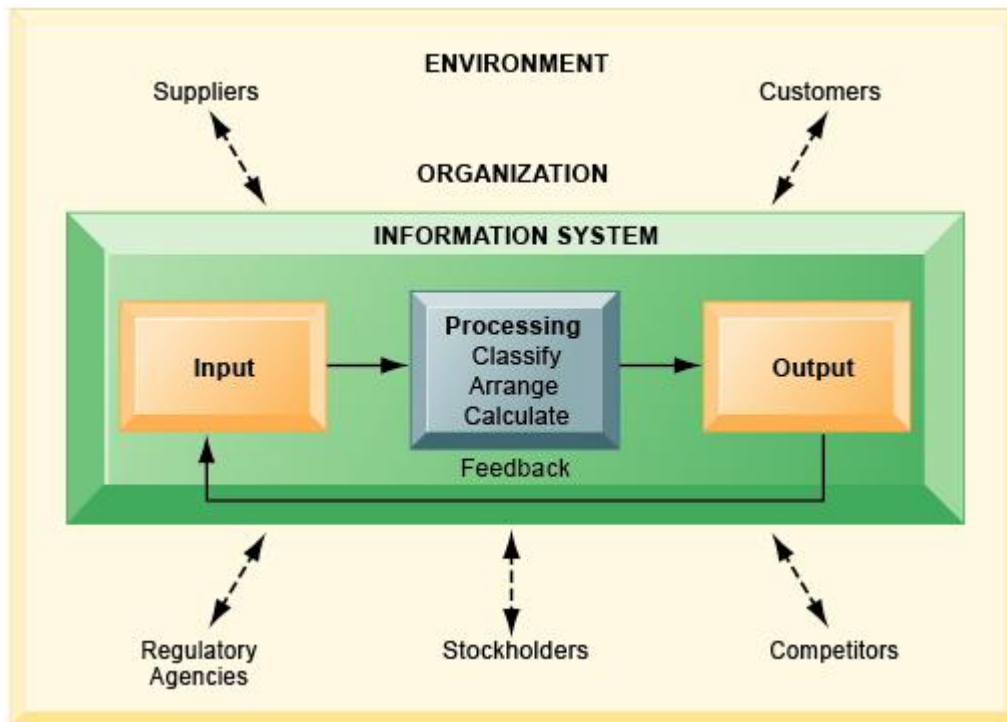 ENVIRONMENT
Suppliers
Customers
ORGANIZATION
INFORMATION SYSTEM
Input
Processing
Classify
Arrange
Calculate
Output
Feedback
Regulatory
Agencies
Stockholders
Competitors